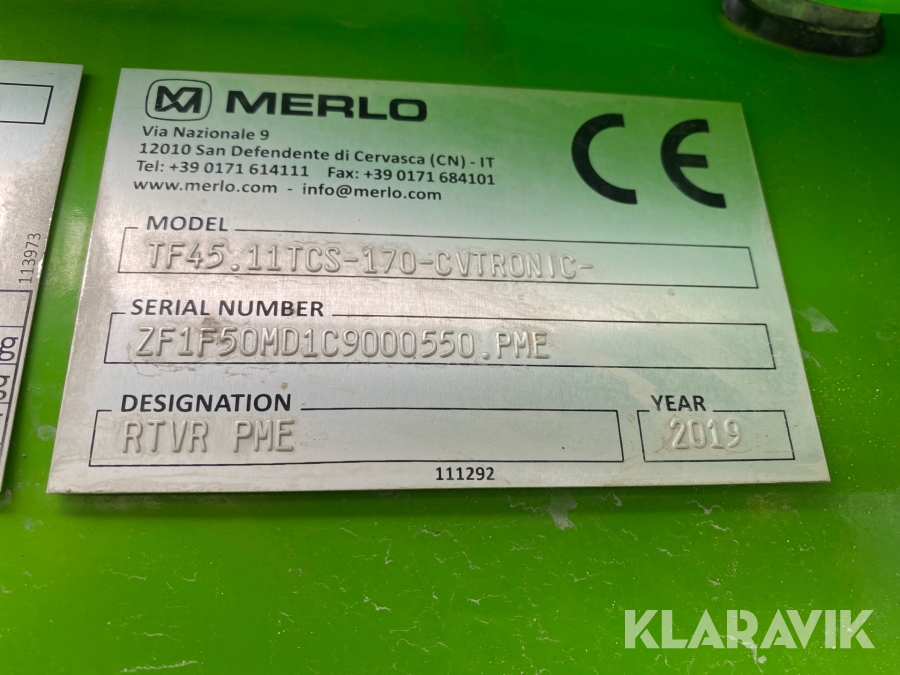 MERLO
Via Nazionale 9
12010 San Defendente di Cervasca (CN) - IT
Tel: +39 0171 614111 Fax: +39 0171 684101
www.merlo.com - info@merlo.com
CE
MODEL
TF45.11TCS-170-CVTRONIC-
SERIAL NUMBER
ZF1F50MD1C9000550.PME
DESIGNATION
RTVR PME
YEAR
2019
111292
113973
KLARAVIK